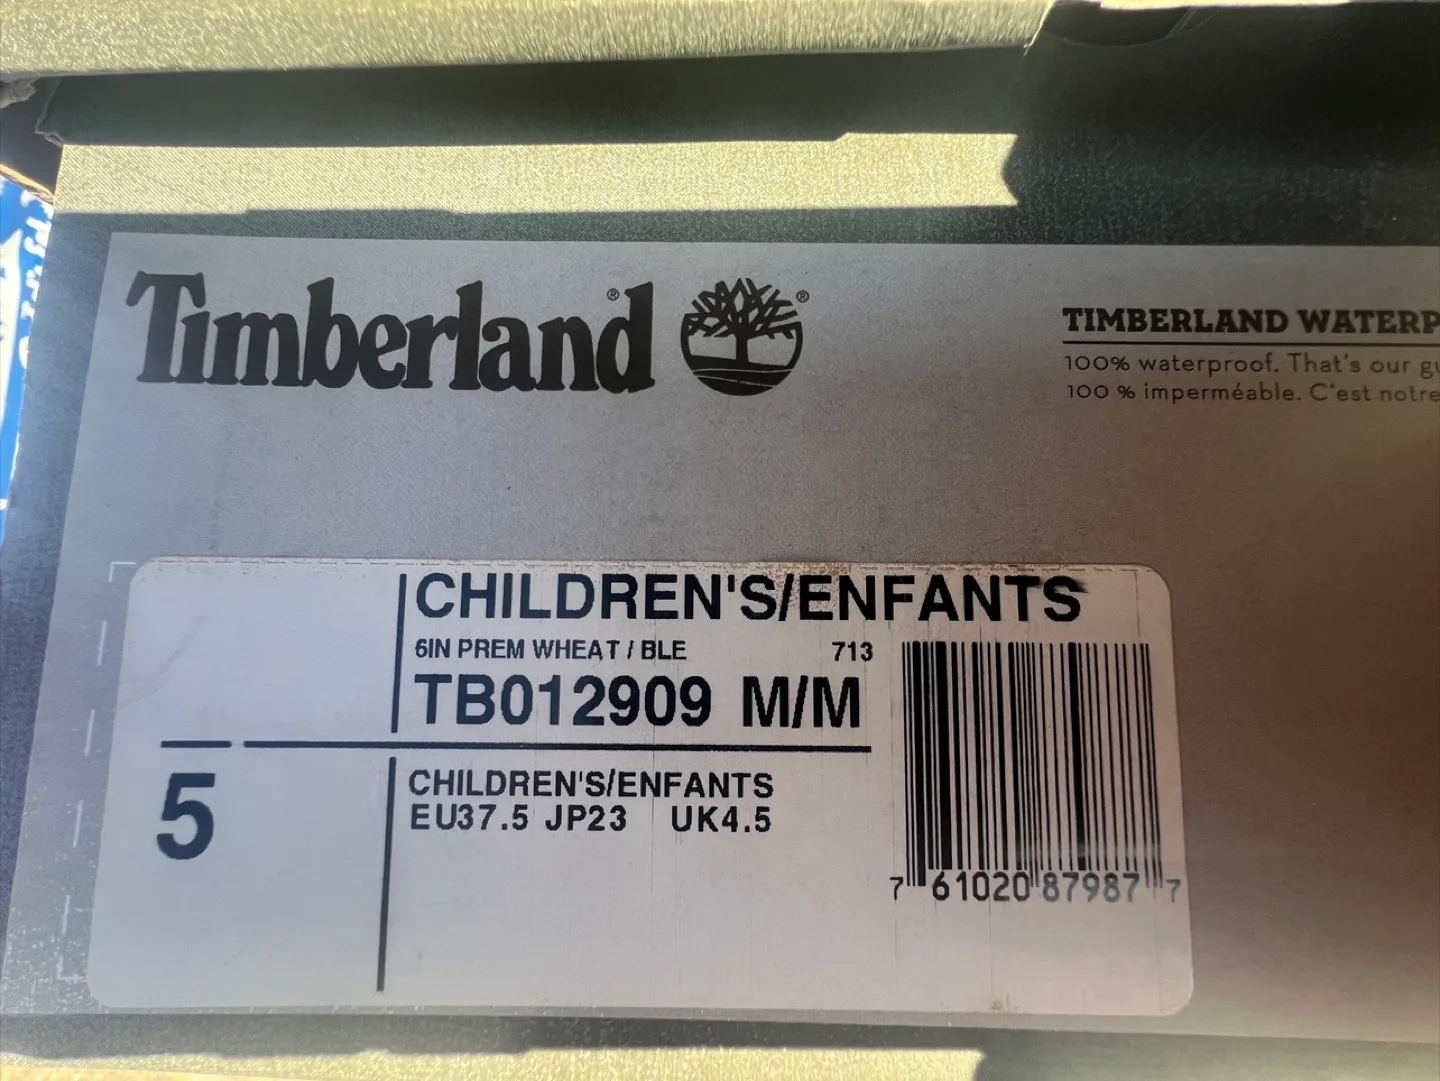 Timberland®
®
TIMBERLAND WATERP
100% waterproof. That's our gu
100 % imperméable. C'est notre
CHILDREN'S/ENFANTS
6IN PREM WHEAT / BLE 713
TB012909 M/M
5
CHILDREN'S/ENFANTS
EU37.5 JP23 UK4.5
7 61020 87987 7